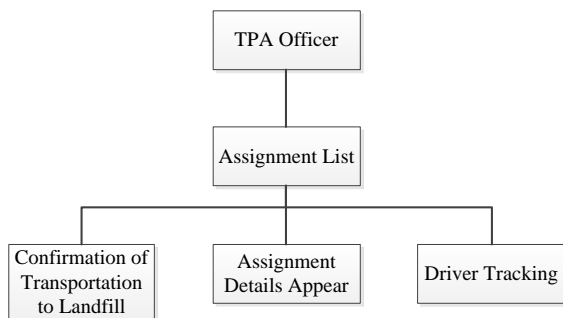 TPA Officer
Assignment List
Confirmation of
Transportation
to Landfill
Assignment
Details Appear
Driver Tracking